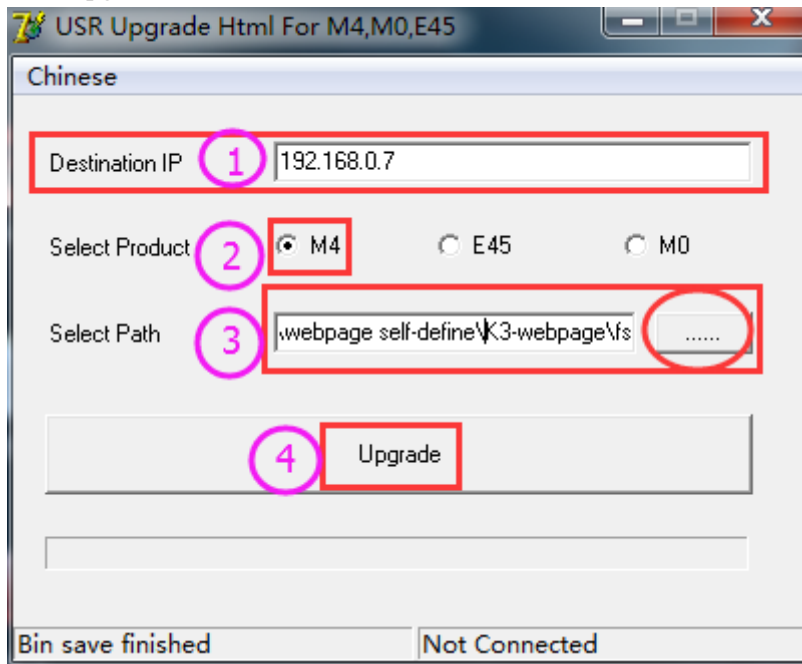 USR Upgrade Html For M4,M0,E45
Chinese
Destination IP 1 192.168.0.7
Select Product 2 M4 E45 M0
Select Path 3 \webpage self-define\K3-webpage\fs ......
4 Upgrade
Bin save finished Not Connected